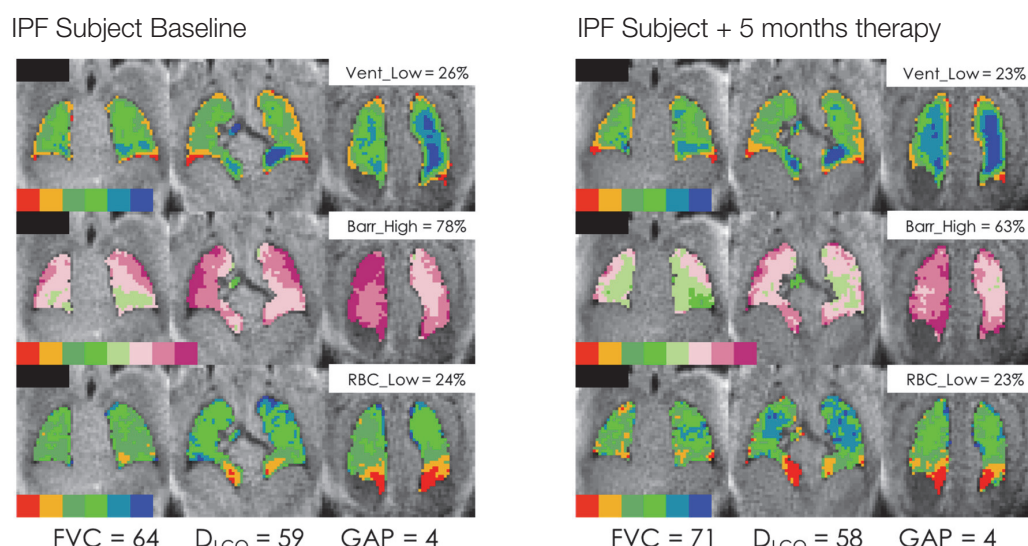 IPF Subject Baseline
IPF Subject + 5 months therapy
Vent_Low = 26%
Barr_High = 78%
RBC_Low = 24%
FVC = 64 DLCO = 59 GAP = 4
Vent_Low = 23%
Barr_High = 63%
RBC_Low = 23%
FVC = 71 DLCO = 58 GAP = 4